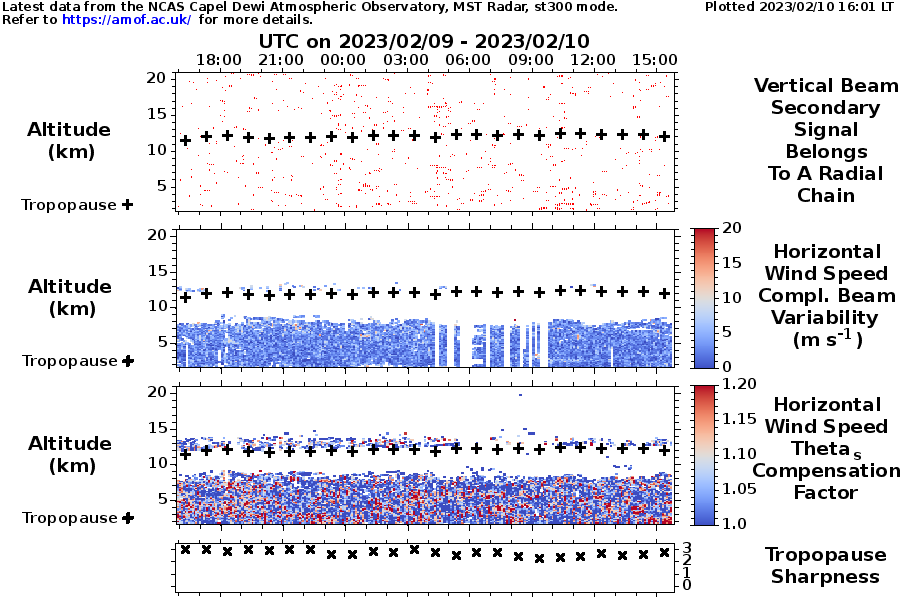 Latest data from the NCAS Capel Dewi Atmospheric Observatory, MST Radar, st300 mode.
Plotted 2023/02/10 16:01 LT
Refer to https://amof.ac.uk/ for more details.
UTC on 2023/02/09 - 2023/02/10
18:00 21:00 00:00 03:00 06:00 09:00 12:00 15:00
20
15
10
5
Altitude
(km)
Tropopause +
Vertical Beam
Secondary
Signal
Belongs
To A Radial
Chain
20
15
10
5
Altitude
(km)
Tropopause +
20
15
10
5
0
Horizontal
Wind Speed
Compl. Beam
Variability
(m s-1)
20
15
10
5
Altitude
(km)
Tropopause +
1.20
1.15
1.10
1.05
1.0
Horizontal
Wind Speed
Theta s
Compensation
Factor
3
2
1
0
Tropopause
Sharpness